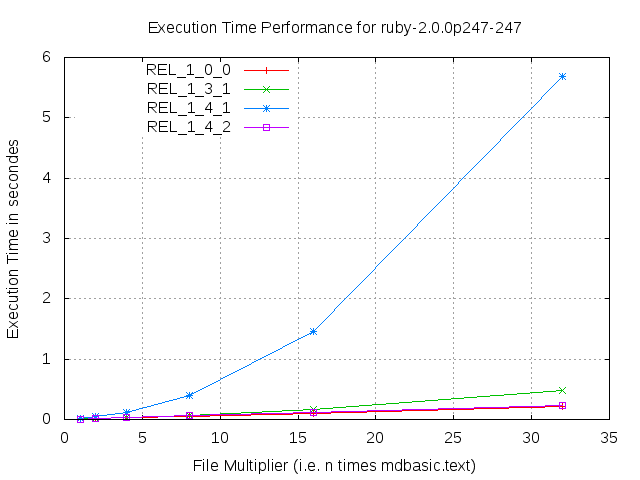 Execution Time Performance for ruby-2.0.0p247-247
6
5
4
3
2
1
0
Execution Time in secondes
REL_1_0_0
REL_1_3_1
REL_1_4_1
REL_1_4_2
0 5 10 15 20 25 30 35
File Multiplier (i.e. n times mdbasic.text)